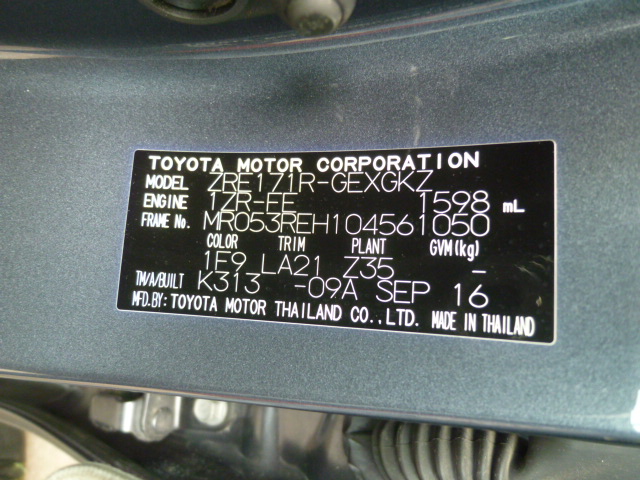 TOYOTA MOTOR CORPORATION
MODEL ZRE171R-GEXGKZ
ENGINE 1ZR-FE 1598 mL
FRAME No. MR053REH104561050
COLOR TRIM PLANT GVM(kg)
1F9 LA21 Z35 -
TM/A/BUILT K313 -09A SEP 16
MFD.BY: TOYOTA MOTOR THAILAND CO.,LTD. MADE IN THAILAND